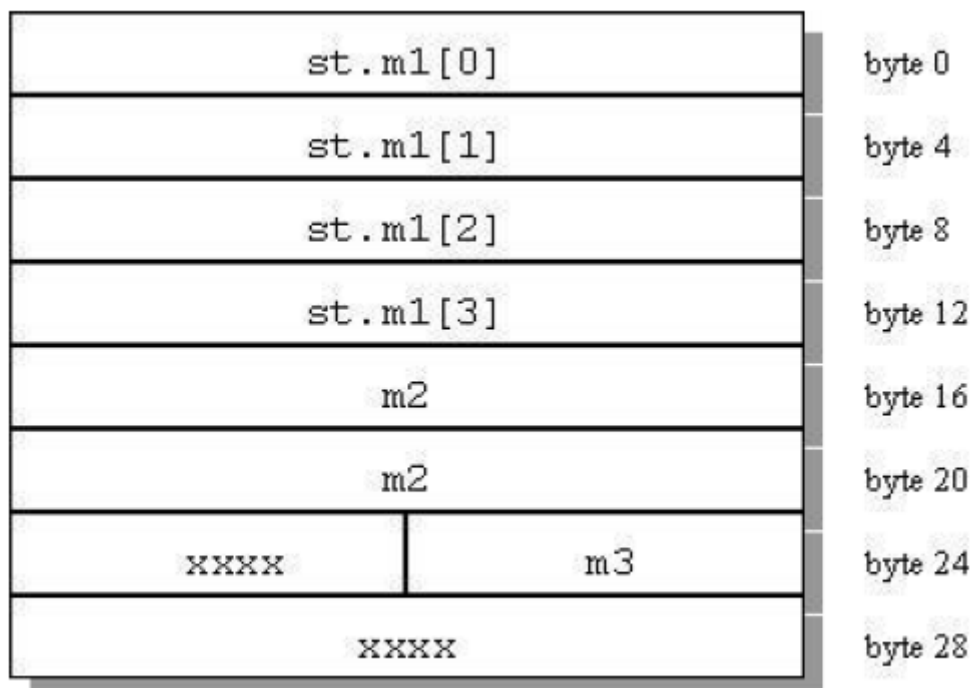 st.m1[0] byte 0
st.m1[1] byte 4
st.m1[2] byte 8
st.m1[3] byte 12
m2 byte 16
m2 byte 20
xxxx m3 byte 24
xxxx byte 28